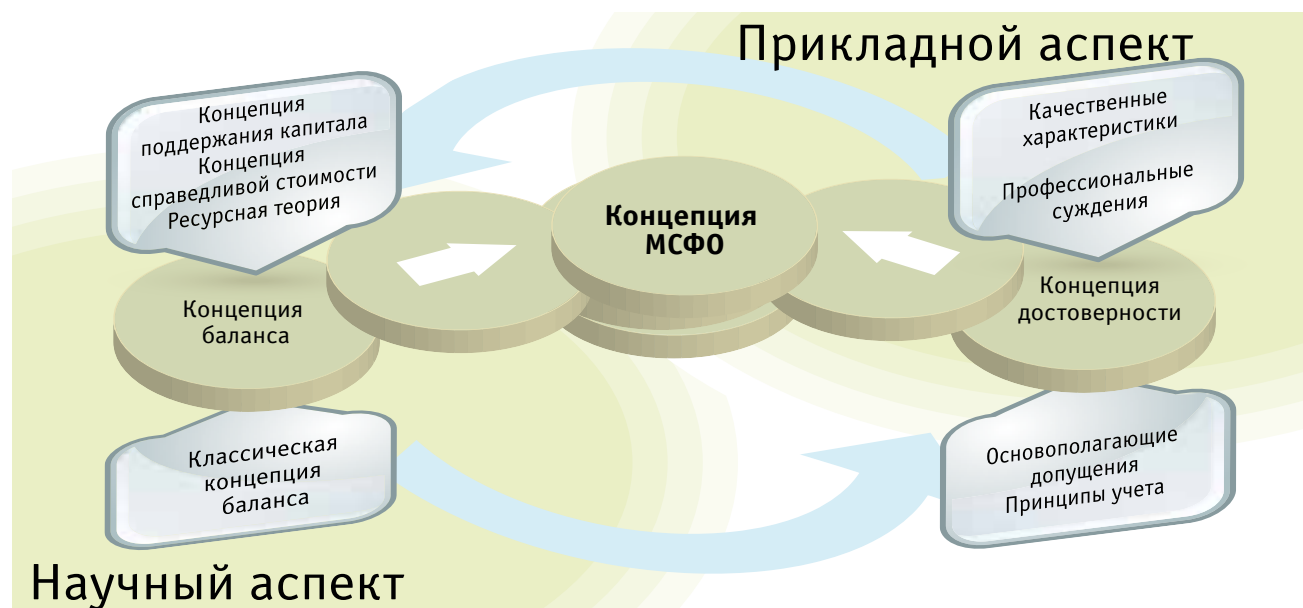 Прикладной аспект
Концепция
поддержания капитала
Концепция
справедливой стоимости
Ресурсная теория
Качественные
характеристики
Профессиональные
суждения
Концепция
МСФО
Концепция
баланса
Концепция
достоверности
Классическая
концепция
баланса
Основополагающие
допущения
Принципы учета
Научный аспект